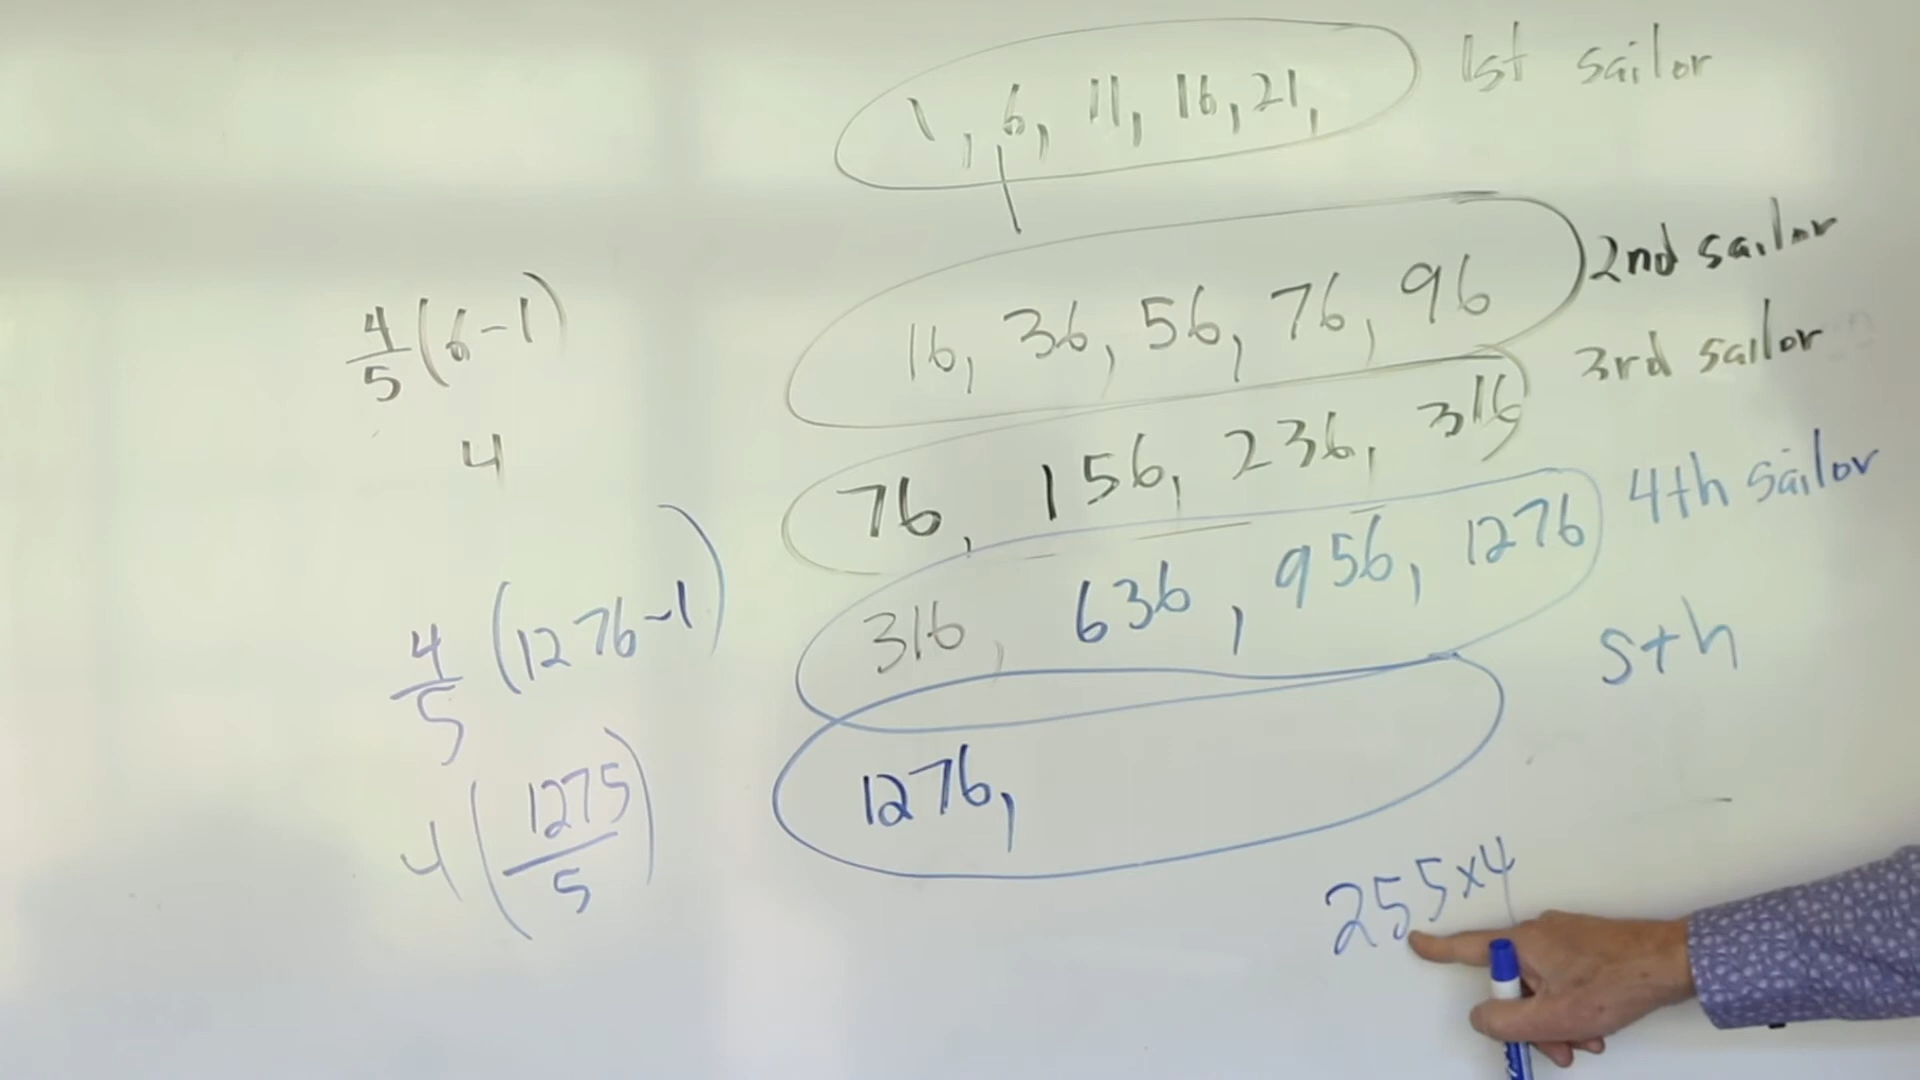 1, 6, 11, 16, 21, 1st sailor
16, 36, 56, 76, 96 2nd sailor
76, 156, 236, 316 3rd sailor
316, 636, 956, 1276 4th sailor
1276, 5th
255x4
4/5 (6-1)
4
4/5 (1276-1)
4 (1275/5)